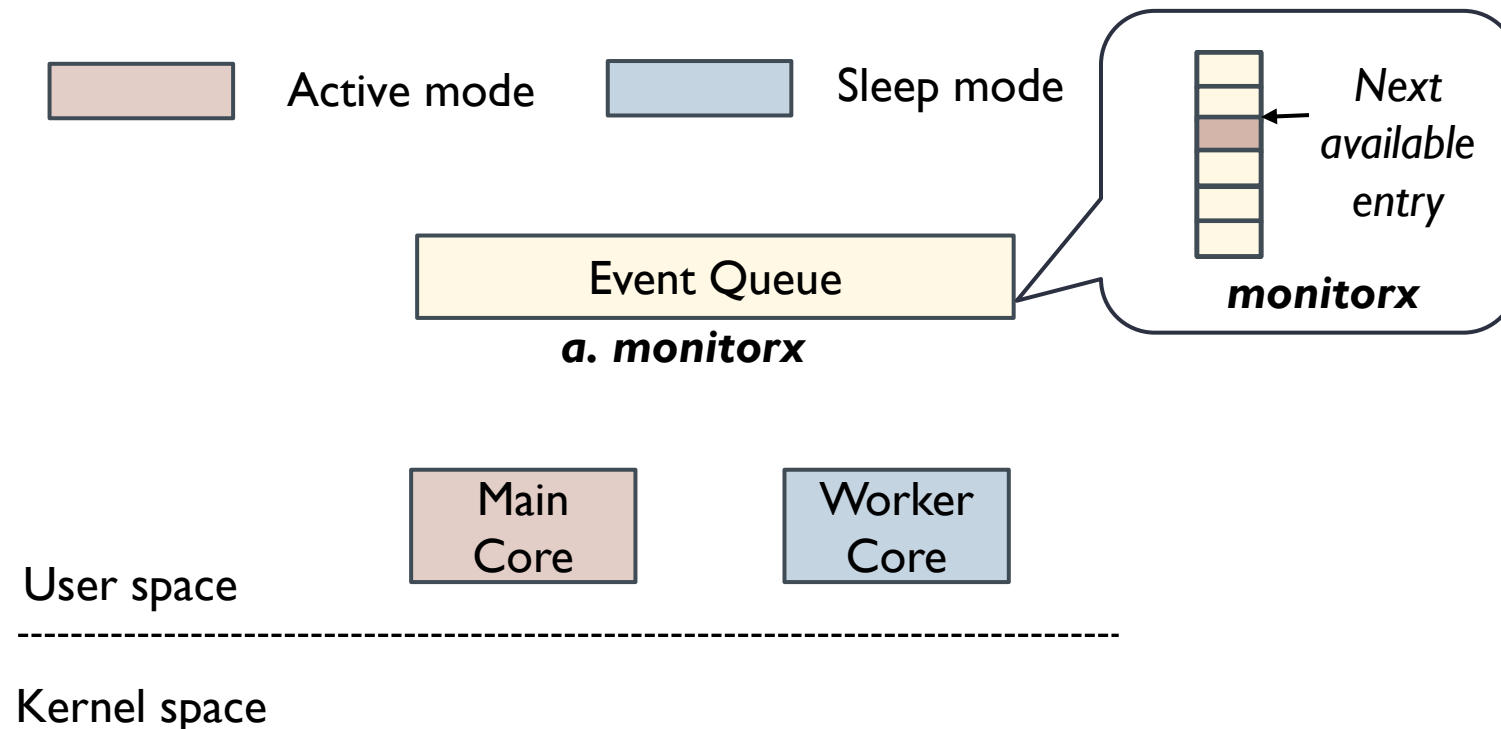 Active mode
Sleep mode
Next
available
entry
monitorx
Event Queue
a. monitorx
Main
Core
Worker
Core
User space
Kernel space